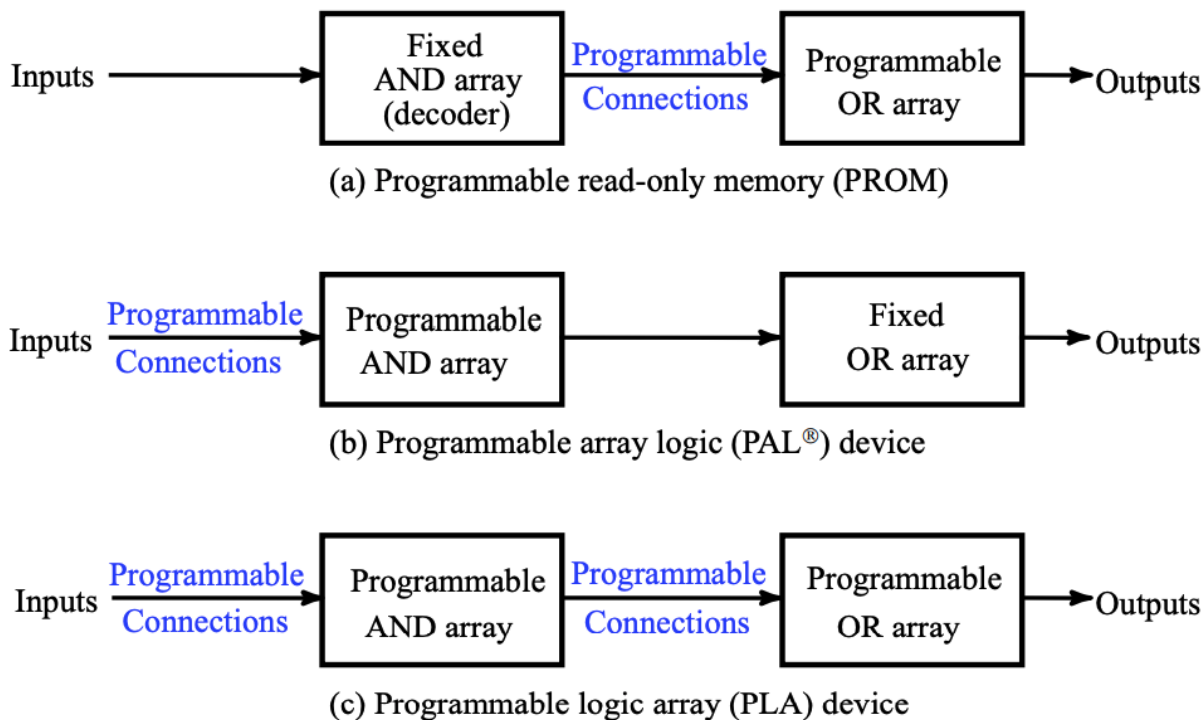 Inputs
Fixed
AND array
(decoder)
Programmable
Connections
Programmable
OR array
Outputs
(a) Programmable read-only memory (PROM)
Inputs
Programmable
Connections
Programmable
AND array
Fixed
OR array
Outputs
(b) Programmable array logic (PAL®) device
Inputs
Programmable
Connections
Programmable
AND array
Programmable
Connections
Programmable
OR array
Outputs
(c) Programmable logic array (PLA) device